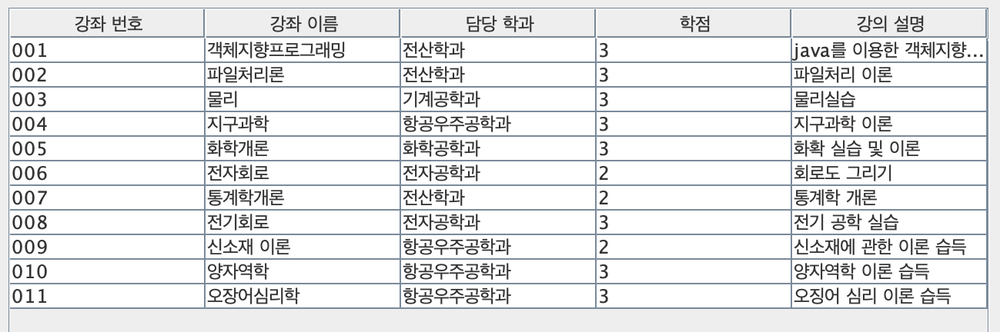 강좌 번호 강좌 이름 담당 학과 학점 강의 설명
001 객체지향프로그래밍 전산학과 3 java를 이용한 객체지향...
002 파일처리론 전산학과 3 파일처리 이론
003 물리 기계공학과 3 물리실습
004 지구과학 항공우주공학과 3 지구과학 이론
005 화학개론 화학공학과 3 화확 실습 및 이론
006 전자회로 전자공학과 2 회로도 그리기
007 통계학개론 전산학과 2 통계학 개론
008 전기회로 전자공학과 3 전기 공학 실습
009 신소재 이론 항공우주공학과 2 신소재에 관한 이론 습득
010 양자역학 항공우주공학과 3 양자역학 이론 습득
011 오장어심리학 항공우주공학과 3 오징어 심리 이론 습득